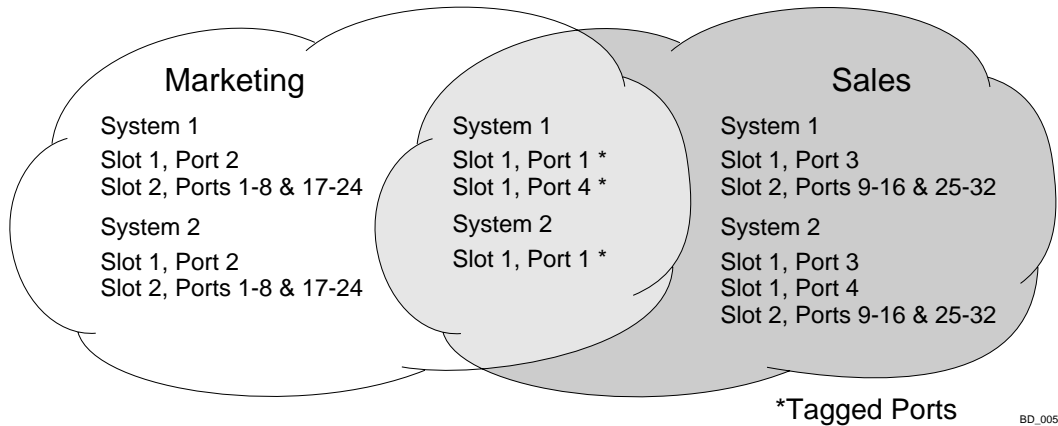 Marketing
System 1
Slot 1, Port 2
Slot 2, Ports 1-8 & 17-24
System 2
Slot 1, Port 2
Slot 2, Ports 1-8 & 17-24
System 1
Slot 1, Port 1 *
Slot 1, Port 4 *
System 2
Slot 1, Port 1 *
Sales
System 1
Slot 1, Port 3
Slot 2, Ports 9-16 & 25-32
System 2
Slot 1, Port 3
Slot 1, Port 4
Slot 2, Ports 9-16 & 25-32
*Tagged Ports
BD_005